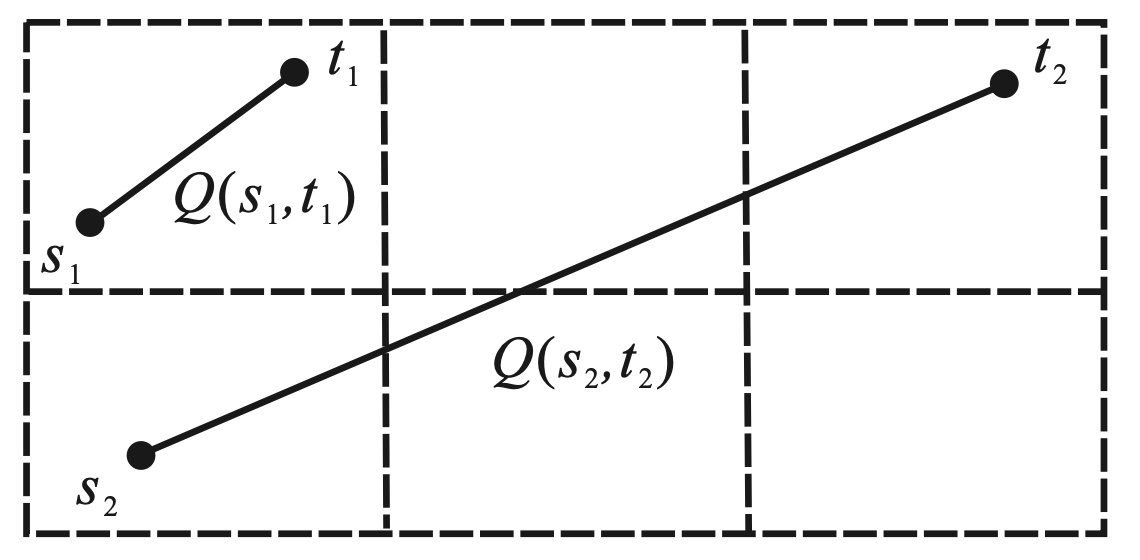 t₁
t₂
Q(s₁,t₁)
s₁
Q(s₂,t₂)
s₂